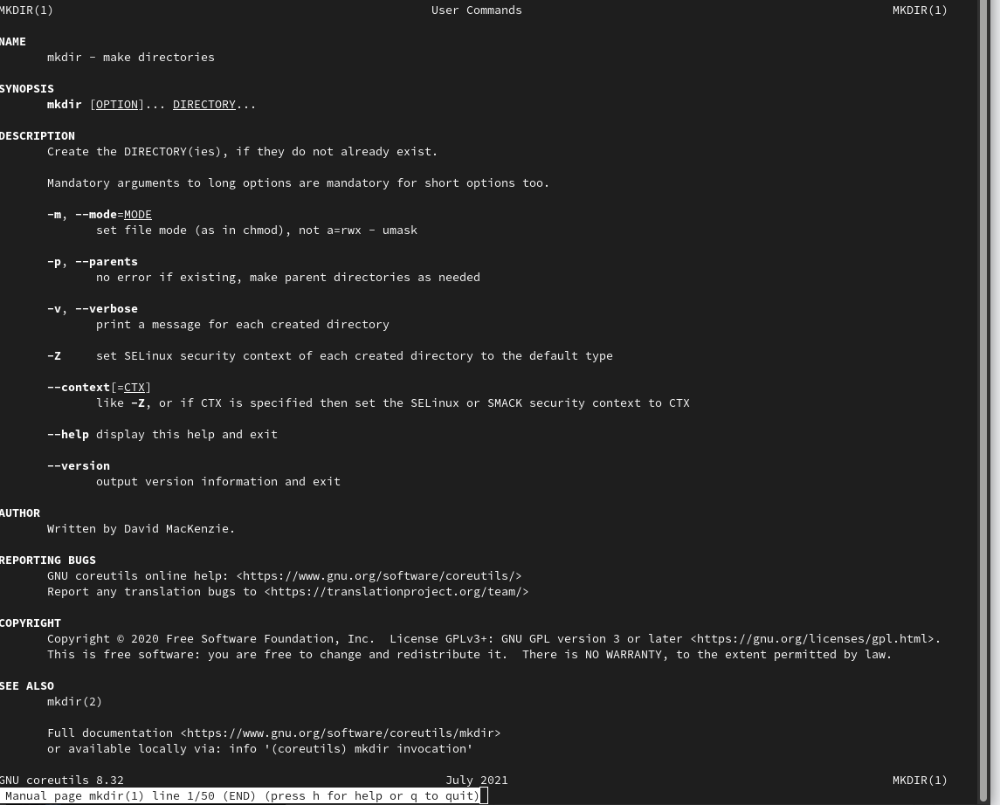 MKDIR(1) User Commands MKDIR(1)
NAME
mkdir - make directories
SYNOPSIS
mkdir [OPTION]... DIRECTORY...
DESCRIPTION
Create the DIRECTORY(ies), if they do not already exist.
Mandatory arguments to long options are mandatory for short options too.
-m, --mode=MODE
set file mode (as in chmod), not a=rwx - umask
-p, --parents
no error if existing, make parent directories as needed
-v, --verbose
print a message for each created directory
-Z set SELinux security context of each created directory to the default type
--context[=CTX]
like -Z, or if CTX is specified then set the SELinux or SMACK security context to CTX
--help display this help and exit
--version
output version information and exit
AUTHOR
Written by David MacKenzie.
REPORTING BUGS
GNU coreutils online help: <https://www.gnu.org/software/coreutils/>
Report any translation bugs to <https://translationproject.org/team/>
COPYRIGHT
Copyright © 2020 Free Software Foundation, Inc. License GPLv3+: GNU GPL version 3 or later <https://gnu.org/licenses/gpl.html>.
This is free software: you are free to change and redistribute it. There is NO WARRANTY, to the extent permitted by law.
SEE ALSO
mkdir(2)
Full documentation <https://www.gnu.org/software/coreutils/mkdir>
or available locally via: info '(coreutils) mkdir invocation'
GNU coreutils 8.32 July 2021 MKDIR(1)
Manual page mkdir(1) line 1/50 (END) (press h for help or q to quit)